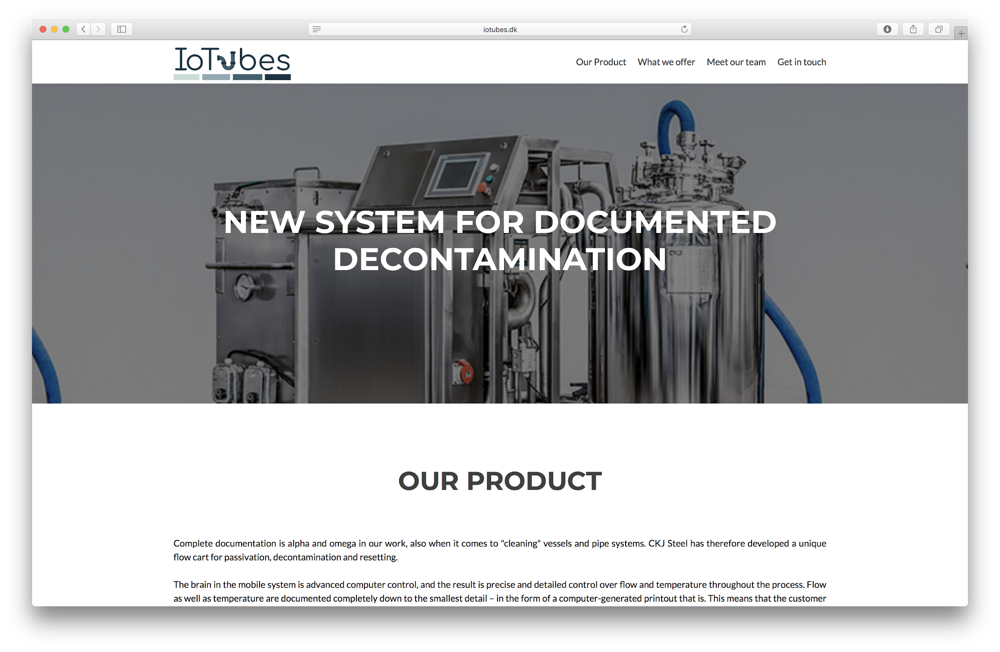 iotubes.dk
IoTubes
Our Product What we offer Meet our team Get in touch
NEW SYSTEM FOR DOCUMENTED
DECONTAMINATION
CKJ
OUR PRODUCT
Complete documentation is alpha and omega in our work, also when it comes to "cleaning" vessels and pipe systems. CKJ Steel has therefore developed a unique
flow cart for passivation, decontamination and resetting.
The brain in the mobile system is advanced computer control, and the result is precise and detailed control over flow and temperature throughout the process. Flow
as well as temperature are documented completely down to the smallest detail – in the form of a computer-generated printout that is. This means that the customer